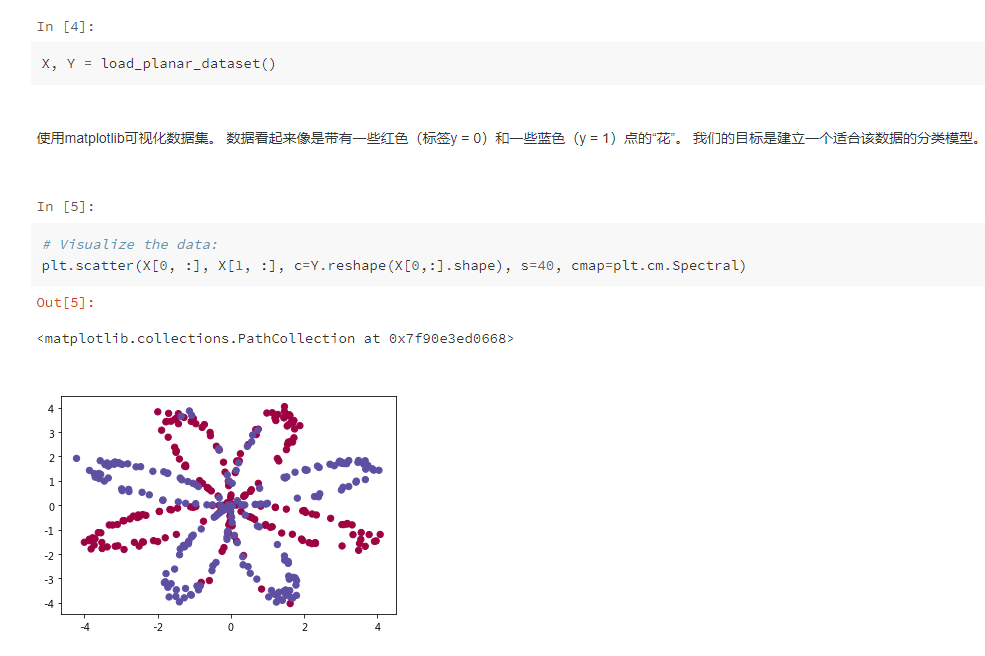 In [4]:
X, Y = load_planar_dataset()
使用matplotlib可视化数据集。 数据看起来像是带有一些红色（标签y = 0）和一些蓝色（y = 1）点的“花”。 我们的目标是建立一个适合该数据的分类模型。
In [5]:
# Visualize the data:
plt.scatter(X[0, :], X[1, :], c=Y.reshape(X[0,:].shape), s=40, cmap=plt.cm.Spectral)
Out[5]:
<matplotlib.collections.PathCollection at 0x7f90e3ed0668>
4
3
2
1
0
-1
-2
-3
-4
-4 -2 0 2 4